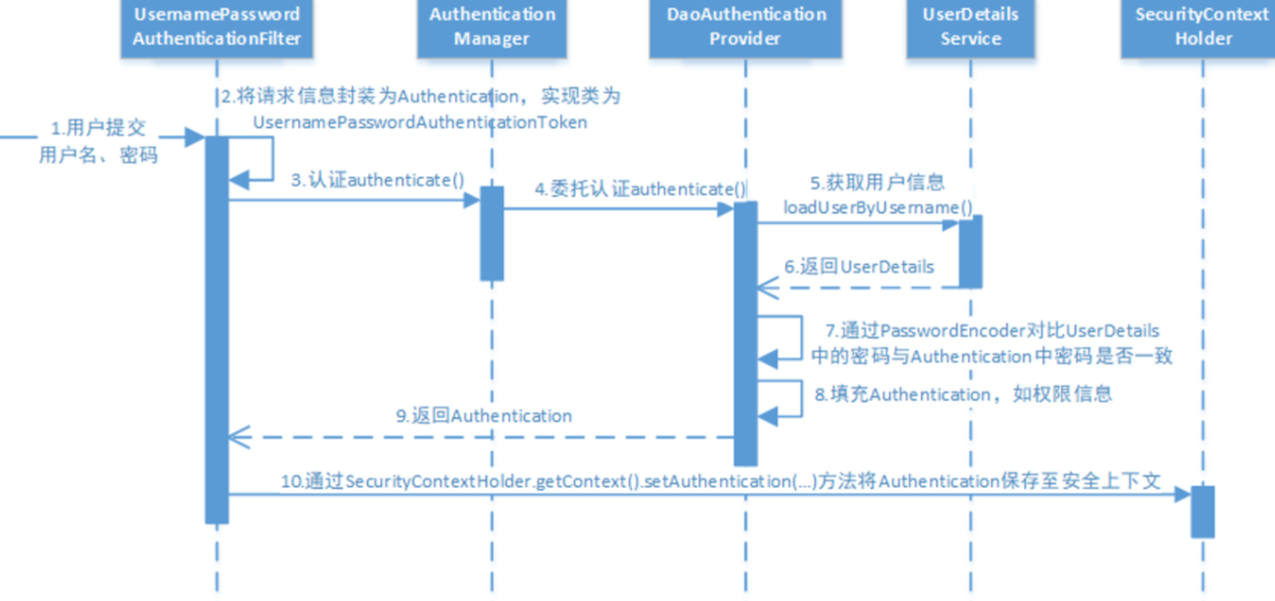 UsernamePassword
AuthenticationFilter
Authentication
Manager
DaoAuthentication
Provider
UserDetails
Service
SecurityContext
Holder
2.将请求信息封装为Authentication，实现类为
UsernamePasswordAuthenticationToken
1.用户提交
用户名、密码
3.认证authenticate()
4.委托认证authenticate()
5.获取用户信息
loadUserByUsername()
6.返回UserDetails
7.通过PasswordEncoder对比UserDetails
中的密码与Authentication中密码是否一致
8.填充Authentication，如权限信息
9.返回Authentication
10.通过SecurityContextHolder.getContext().setAuthentication(...)方法将Authentication保存至安全上下文